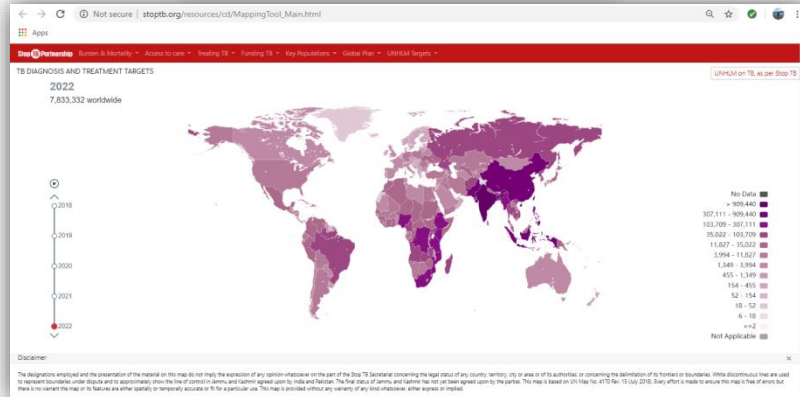 Not secure | stoptb.org/resources/cd/MappingTool_Main.html
Apps
Stop TB Partnership Burden & Mortality Access to care Treating TB Funding TB Key Populations Global Plan UNHLM Targets
TB DIAGNOSIS AND TREATMENT TARGETS
UNHLM on TB, as per Stop TB
2022
7,833,332 worldwide
2018
2019
2020
2021
2022
No Data
> 909,440
307,111 - 909,440
103,709 - 307,111
35,022 - 103,709
11,827 - 35,022
3,994 - 11,827
1,349 - 3,994
455 - 1,349
154 - 455
52 - 154
18 - 52
6 - 18
<=2
Not Applicable
Disclaimer
The designations employed and the presentation of the material on this map do not imply the expression of any opinion whatsoever on the part of the Stop TB Secretariat concerning the legal status of any country, territory, city or area or of its authorities, or concerning the delimitation of its frontiers or boundaries. White discontinuous lines are used
to represent boundaries under dispute and to approximately show the line of control in Jammu and Kashmir agreed upon by India and Pakistan. The final status of Jammu and Kashmir has not yet been agreed upon by the parties. This map is based on UN Map No. 4170 Rev. 15 (July 2018). Every effort is made to ensure this map is free of errors but
there is no warrant the map or its features are either spatially or temporally accurate or fit for a particular use. This map is provided without any warranty of any kind whatsoever, either express or implied.